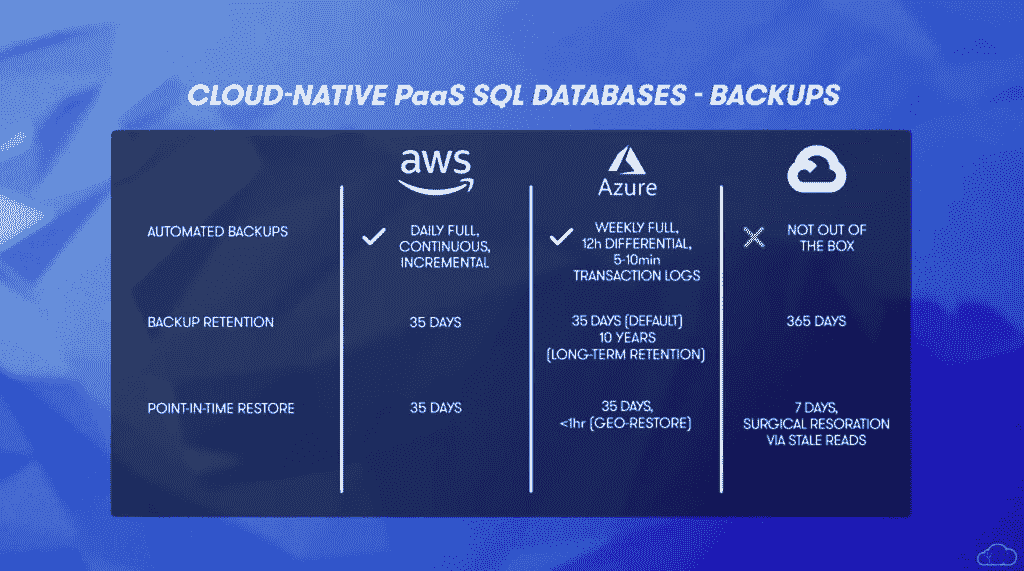 CLOUD-NATIVE PaaS SQL DATABASES - BACKUPS
aws
Azure
AUTOMATED BACKUPS
DAILY FULL,
CONTINUOUS,
INCREMENTAL
WEEKLY FULL,
12h DIFFERENTIAL,
5-10min
TRANSACTION LOGS
NOT OUT OF
THE BOX
BACKUP RETENTION
35 DAYS
35 DAYS (DEFAULT)
10 YEARS
(LONG-TERM RETENTION)
365 DAYS
POINT-IN-TIME RESTORE
35 DAYS
35 DAYS,
<1hr (GEO-RESTORE)
7 DAYS,
SURGICAL RESORATION
VIA STALE READS